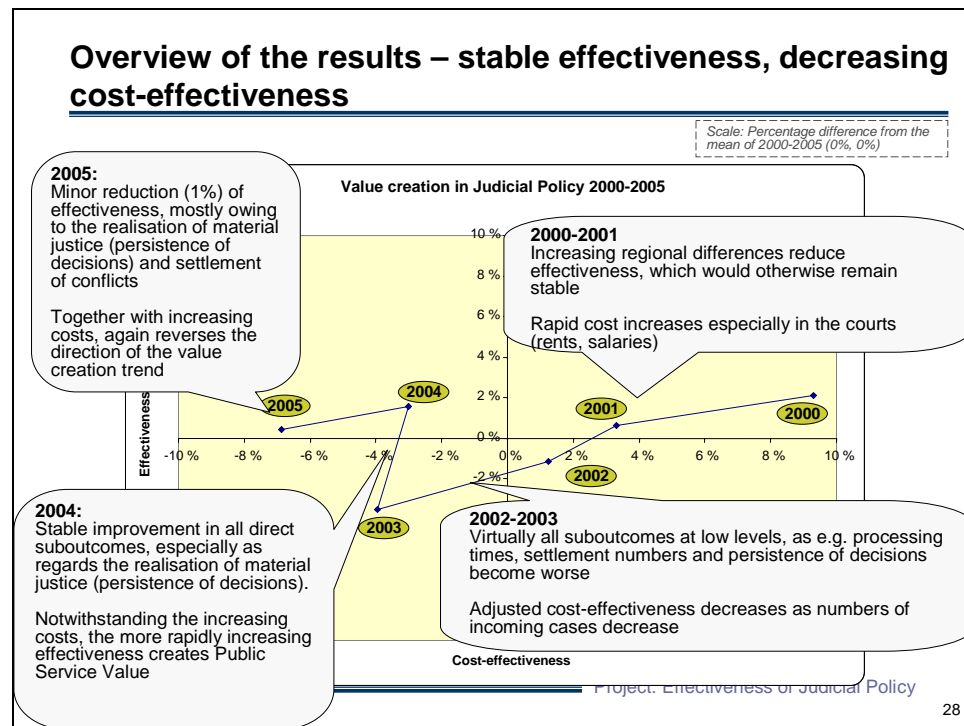 Overview of the results – stable effectiveness, decreasing
cost-effectiveness
Scale: Percentage difference from the
mean of 2000-2005 (0%, 0%)
Value creation in Judicial Policy 2000-2005
2005:
Minor reduction (1%) of
effectiveness, mostly owing
to the realisation of material
justice (persistence of
decisions) and settlement
of conflicts
Together with increasing
costs, again reverses the
direction of the value
creation trend
2000-2001
Increasing regional differences reduce
effectiveness, which would otherwise remain
stable
Rapid cost increases especially in the courts
(rents, salaries)
10 %
8 %
6 %
4 %
2 %
0 %
-2 %
-10 %
-8 %
-6 %
-4 %
-2 %
0 %
2 %
4 %
6 %
8 %
10 %
Effectiveness
2005
2004
2001
2000
2002
2003
2004:
Stable improvement in all direct
suboutcomes, especially as
regards the realisation of material
justice (persistence of decisions).
Notwithstanding the increasing
costs, the more rapidly increasing
effectiveness creates Public
Service Value
2002-2003
Virtually all suboutcomes at low levels, as e.g. processing
times, settlement numbers and persistence of decisions
become worse
Adjusted cost-effectiveness decreases as numbers of
incoming cases decrease
Cost-effectiveness
Project: Effectiveness of Judicial Policy
28